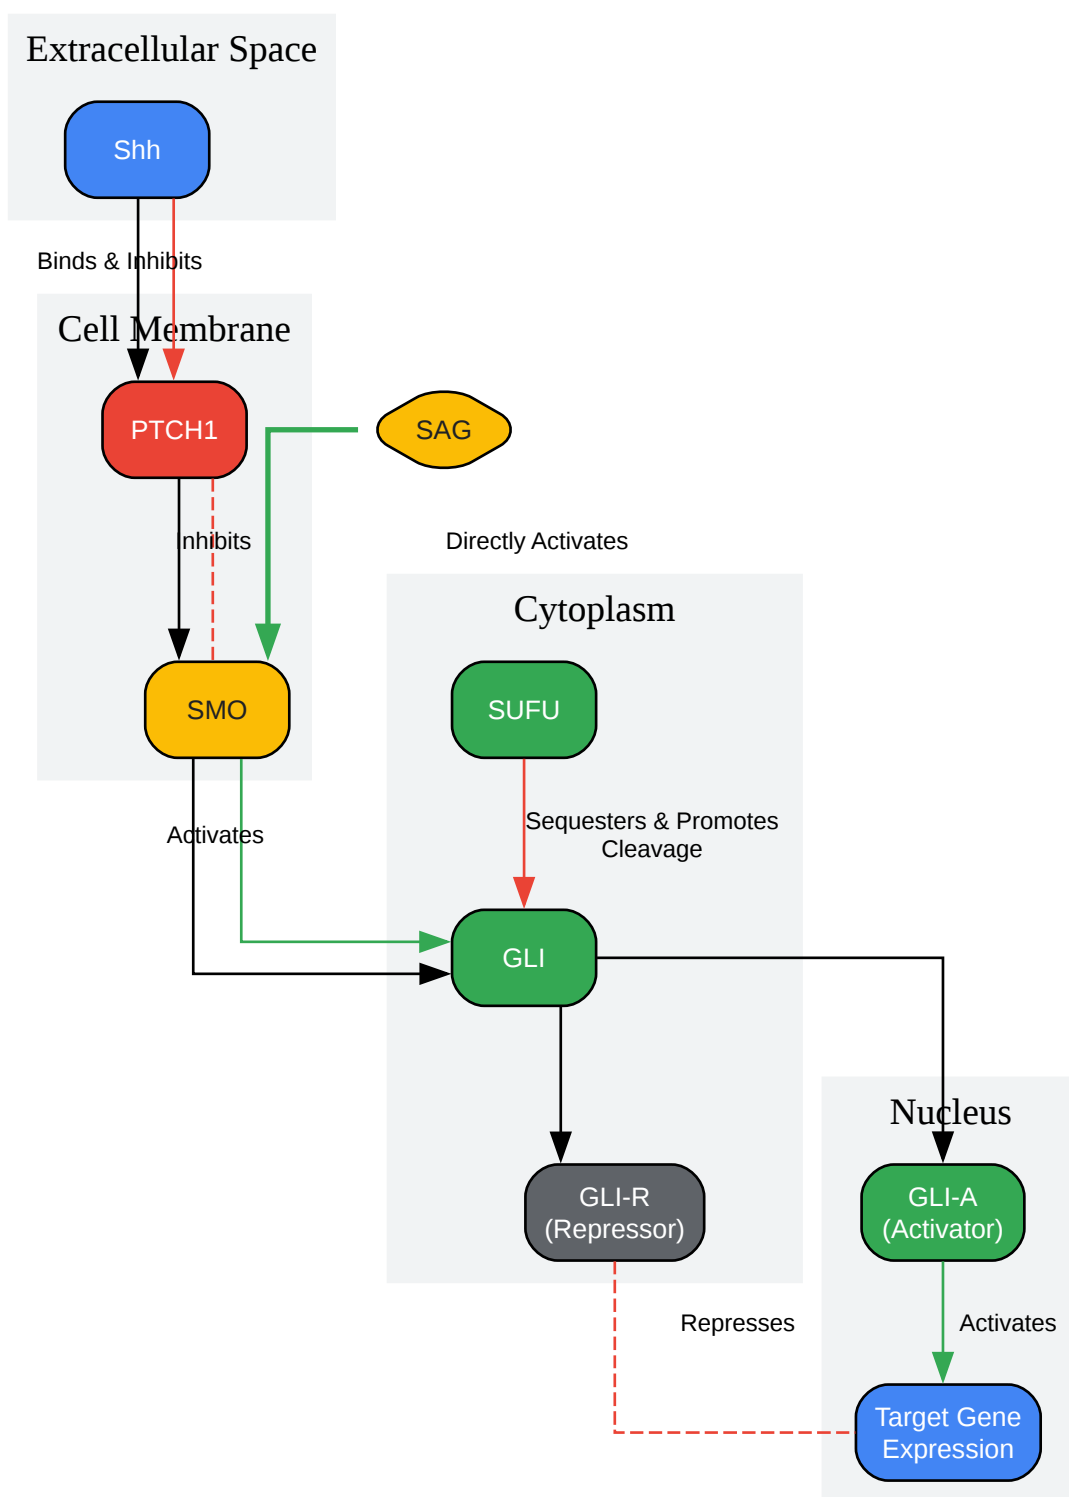 Extracellular Space
Shh
Binds & Inhibits
Cell Membrane
PTCH1
SAG
Inhibits
Directly Activates
Cytoplasm
SMO
SUFU
Activates
Sequesters & Promotes
Cleavage
GLI
Nucleus
GLI-R
(Repressor)
GLI-A
(Activator)
Represses
Activates
Target Gene
Expression